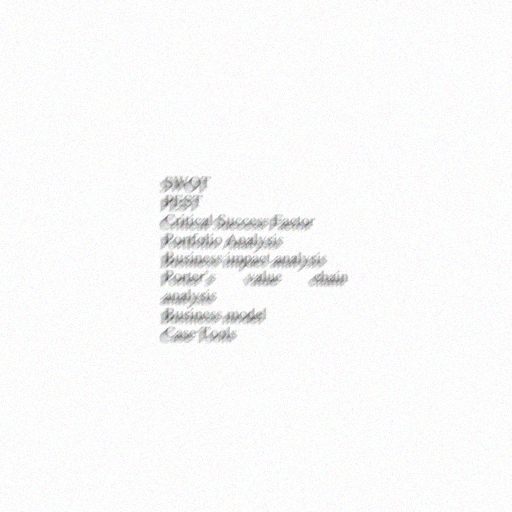 SWOT
PEST
Critical Success Factor
Portfolio Analysis
Business impact analysis
Porter's value chain
analysis
Business model
Case Tools